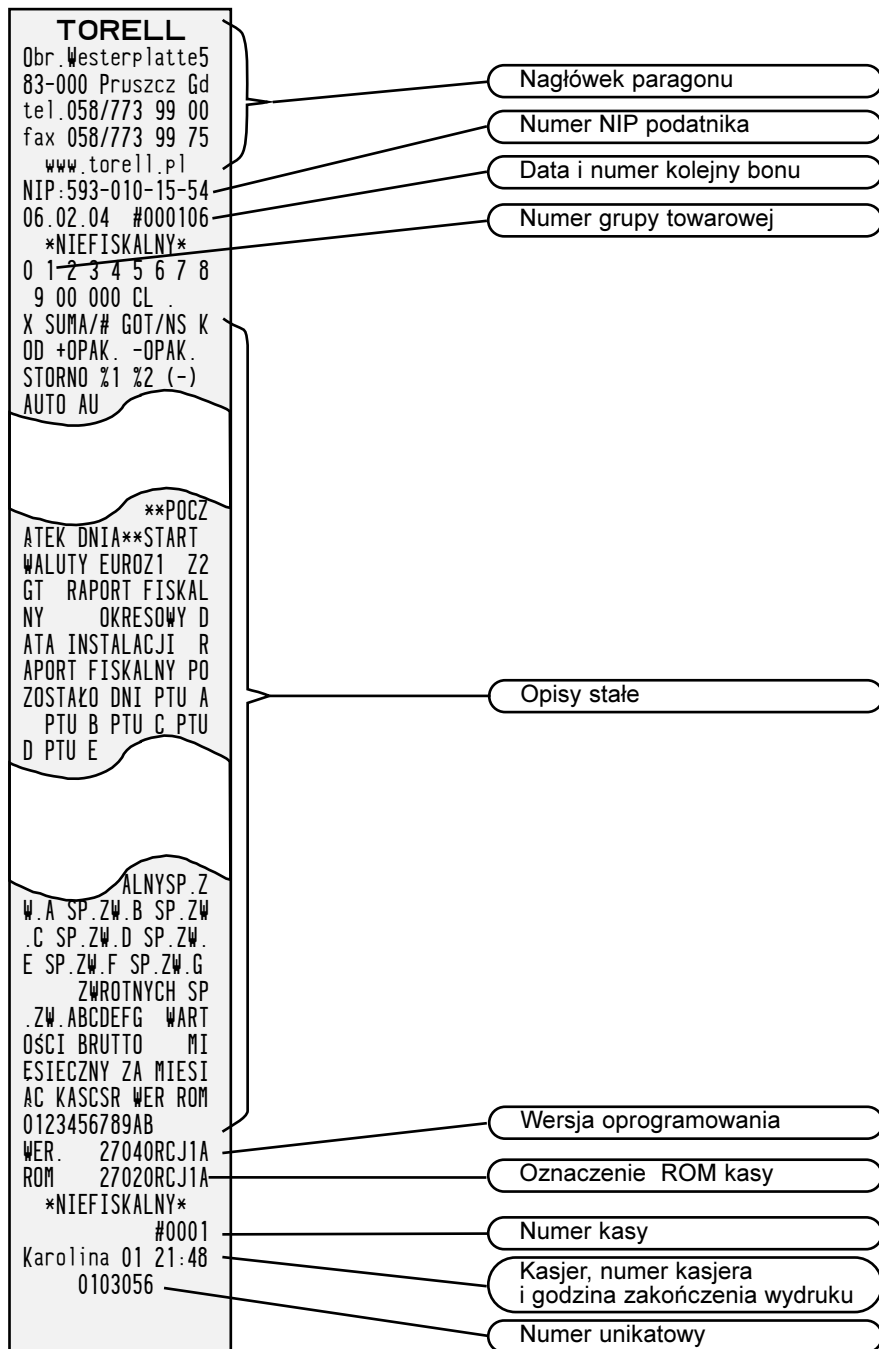 TORELL
Obr.Westerplatte5
83-000 Pruszcz Gd
tel.058/773 99 00
fax 058/773 99 75
www.torell.pl
NIP:593-010-15-54
06.02.04 #000106
*NIEFISKALNY*
0 1 2 3 4 5 6 7 8
9 00 000 CL .
X SUMA/# GOT/NS K
OD +OPAK. -OPAK.
STORNO %1 %2 (-)
AUTO AU
**POCZ
ĄTEK DNIA**START
WALUTY EUROZ1 Z2
GT RAPORT FISKAL
NY OKRESOWY D
ATA INSTALACJI R
APORT FISKALNY PO
ZOSTAŁO DNI PTU A
PTU B PTU C PTU
D PTU E
ALNYSP.Z
W.A SP.ZW.B SP.ZW
.C SP.ZW.D SP.ZW.
E SP.ZW.F SP.ZW.G
ZWROTNYCH SP
.ZW.ABCDEFG WART
OŚCI BRUTTO MI
ESIĘCZNY ZA MIESI
ĄC KASCSR WER ROM
0123456789AB
WER. 27040RCJ1A
ROM 27020RCJ1A
*NIEFISKALNY*
#0001
Karolina 01 21:48
0103056
Nagłówek paragonu
Numer NIP podatnika
Data i numer kolejny bonu
Numer grupy towarowej
Opisy stałe
Wersja oprogramowania
Oznaczenie ROM kasy
Numer kasy
Kasjer, numer kasjera
i godzina zakończenia wydruku
Numer unikatowy